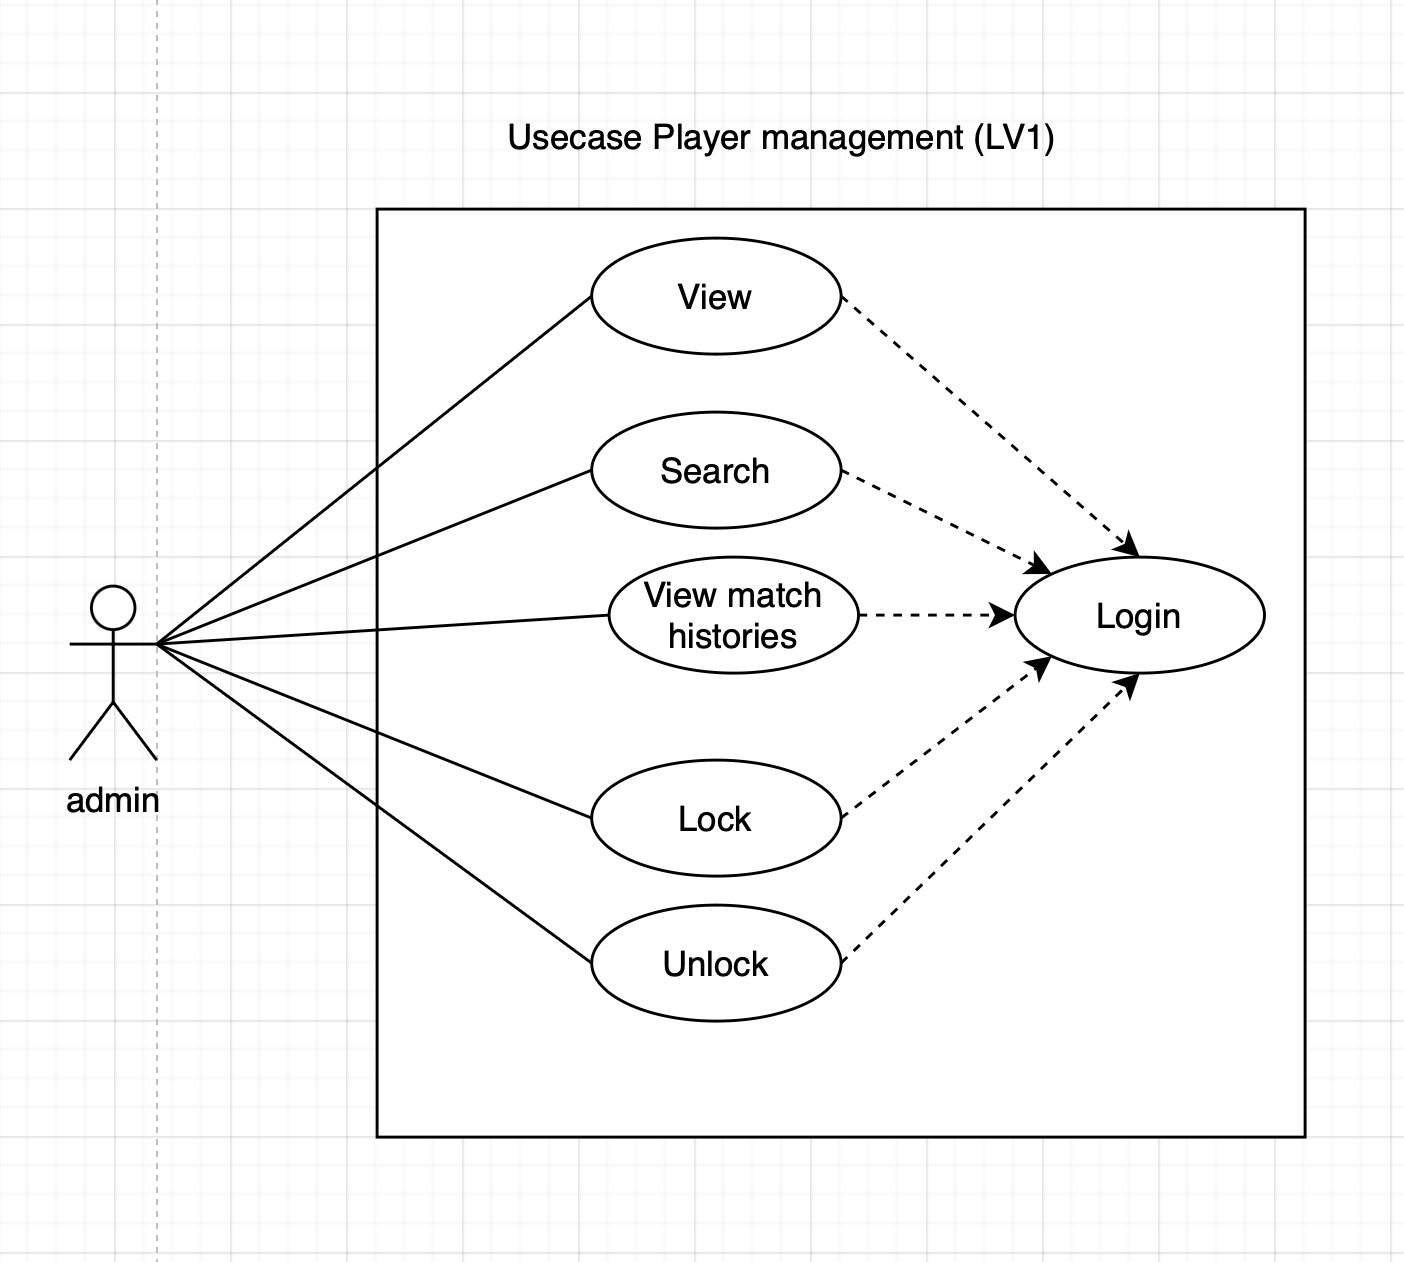 Usecase Player management (LV1)
View
Search
View match
histories
Login
admin
Lock
Unlock